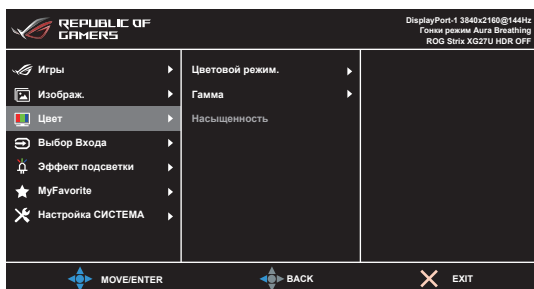 REPUBLIC OF
GAMERS
DisplayPort-1 3840x2160@144Hz
Гонки режим Aura Breathing
ROG Strix XG27U HDR OFF
Игры
Изображ.
Цвет
Выбор Входа
Эффект подсветки
MyFavorite
Настройка СИСТЕМА
Цветовой режим.
Гамма
Насыщенность
MOVE/ENTER
BACK
EXIT